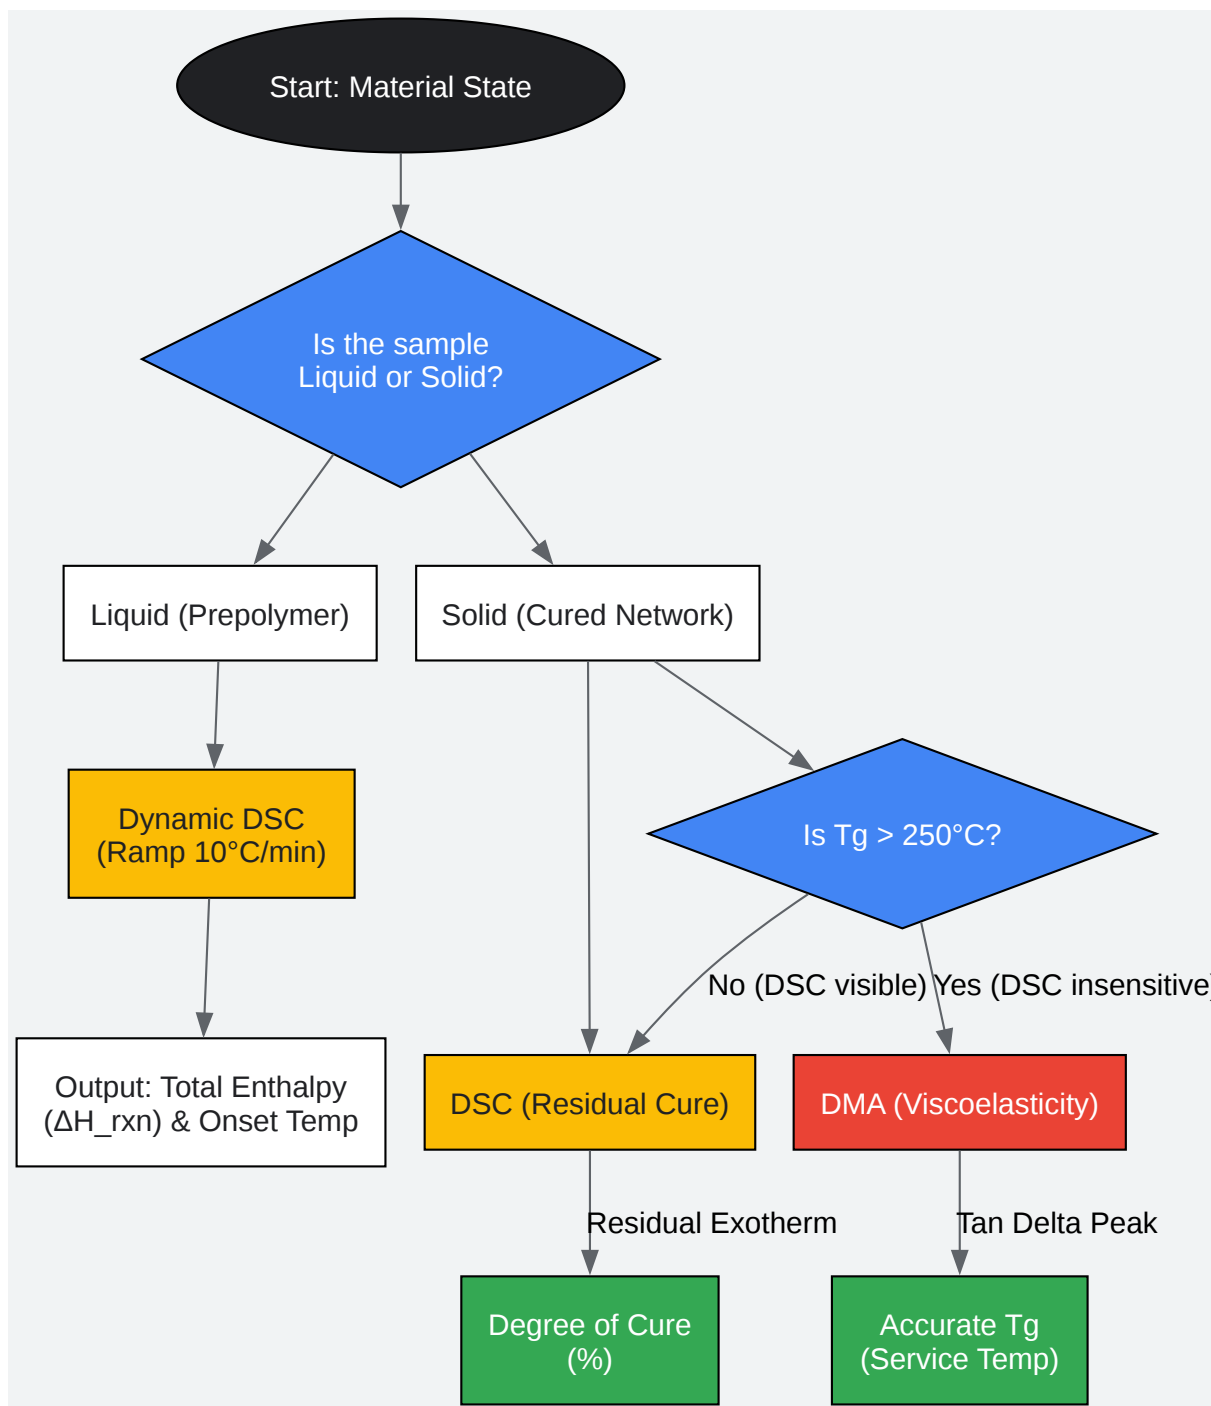 Start: Material State
Is the sample
Liquid or Solid?
Liquid (Prepolymer)
Solid (Cured Network)
Dynamic DSC
(Ramp 10°C/min)
Is Tg > 250°C?
No (DSC visible)
Yes (DSC insensitive)
Output: Total Enthalpy
(ΔH_rxn) & Onset Temp
DSC (Residual Cure)
DMA (Viscoelasticity)
Residual Exotherm
Tan Delta Peak
Degree of Cure
(%)
Accurate Tg
(Service Temp)